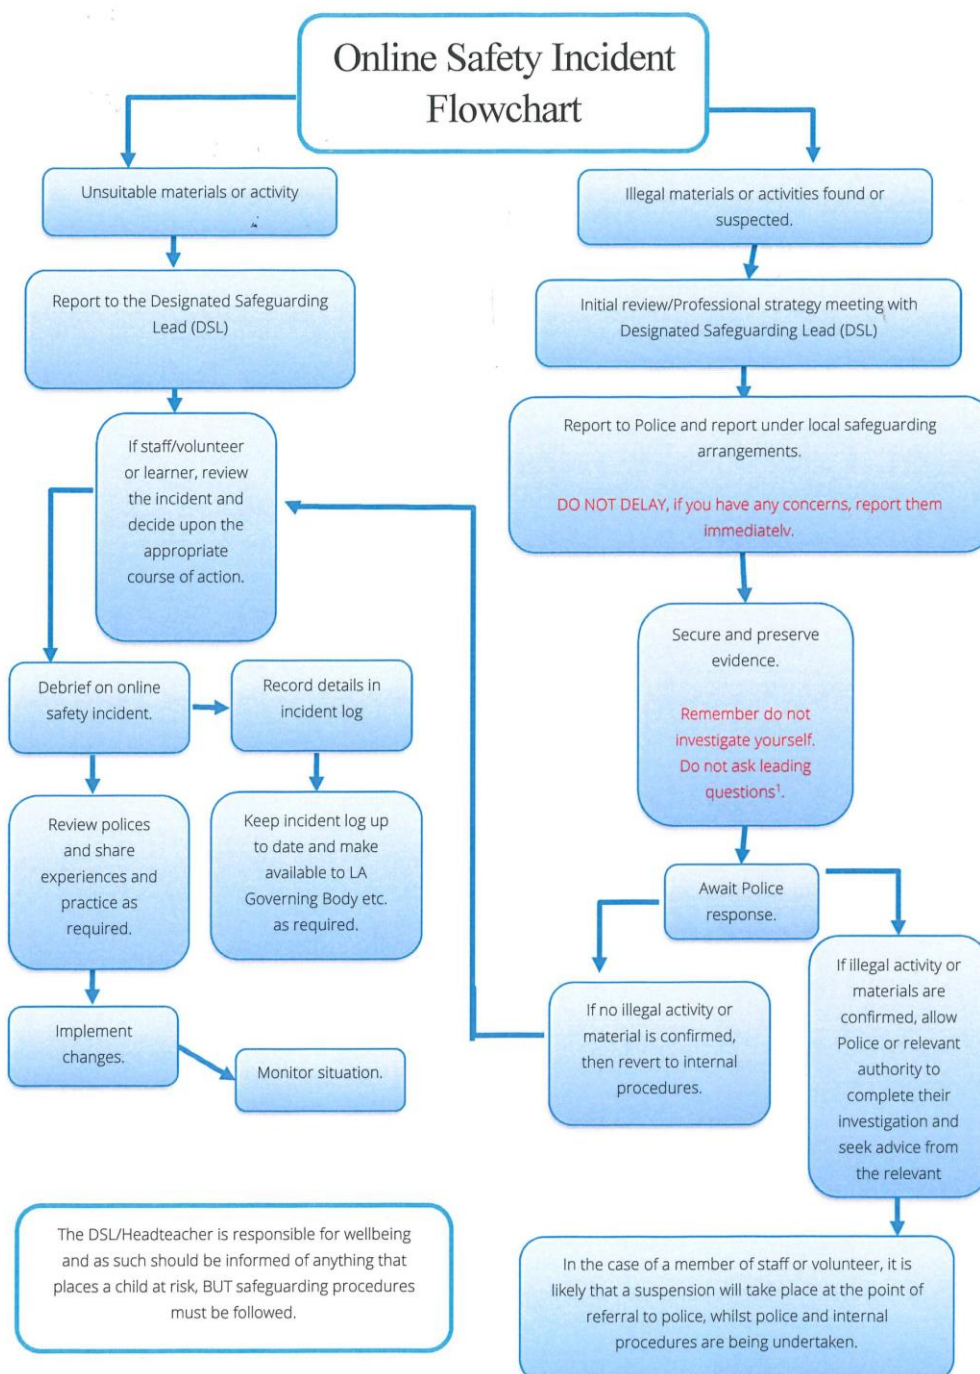 Online Safety Incident
Flowchart
Unsuitable materials or activity
Report to the Designated Safeguarding
Lead (DSL)
If staff/volunteer
or learner, review
the incident and
decide upon the
appropriate
course of action.
Debrief on online
safety incident.
Record details in
incident log
Review polices
and share
experiences and
practice as
required.
Keep incident log up
to date and make
available to LA
Governing Body etc.
as required.
Implement
changes.
Monitor situation.
Illegal materials or activities found or
suspected.
Initial review/Professional strategy meeting with
Designated Safeguarding Lead (DSL)
Report to Police and report under local safeguarding
arrangements.
DO NOT DELAY, if you have any concerns, report them
immediately.
Secure and preserve
evidence.
Remember do not
investigate yourself.
Do not ask leading
questions¹.
Await Police
response.
If no illegal activity or
material is confirmed,
then revert to internal
procedures.
If illegal activity or
materials are
confirmed, allow
Police or relevant
authority to
complete their
investigation and
seek advice from
the relevant
In the case of a member of staff or volunteer, it is
likely that a suspension will take place at the point of
referral to police, whilst police and internal
procedures are being undertaken.
The DSL/Headteacher is responsible for wellbeing
and as such should be informed of anything that
places a child at risk, BUT safeguarding procedures
must be followed.